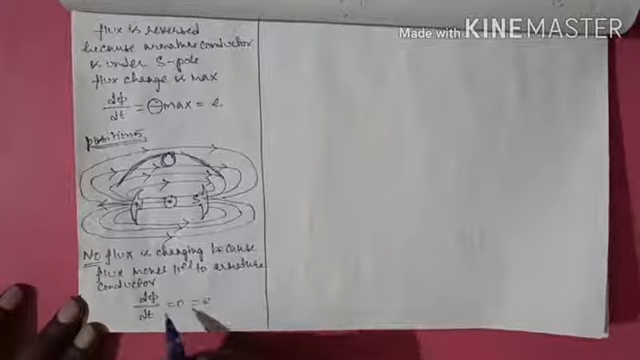 flux is reversed
because armature conductor
is under S-pole
flux change is max
dφ/dt = ⊖max = e
position 5.
No flux is changing because
flux moves ||el to armature
conductor
dφ/dt = 0 = e
Made with KINEMASTER